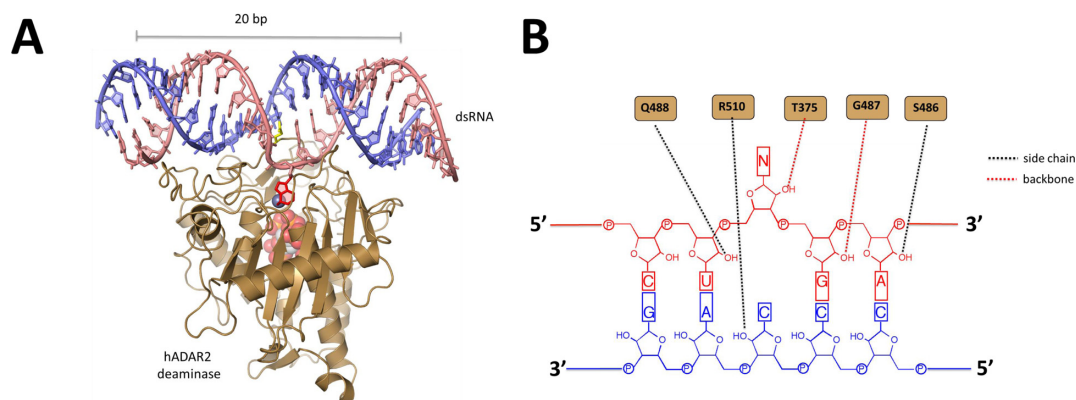 A
20 bp
dsRNA
hADAR2
deaminase
B
Q488 R510 T375 G487 S486
side chain
backbone
N
OH
O
5’ P P P P P 3’
O O O O
OH OH OH
C U G A
G A C C C
HO HO HO HO HO
O O O O O
3’ P P P P P P 5’